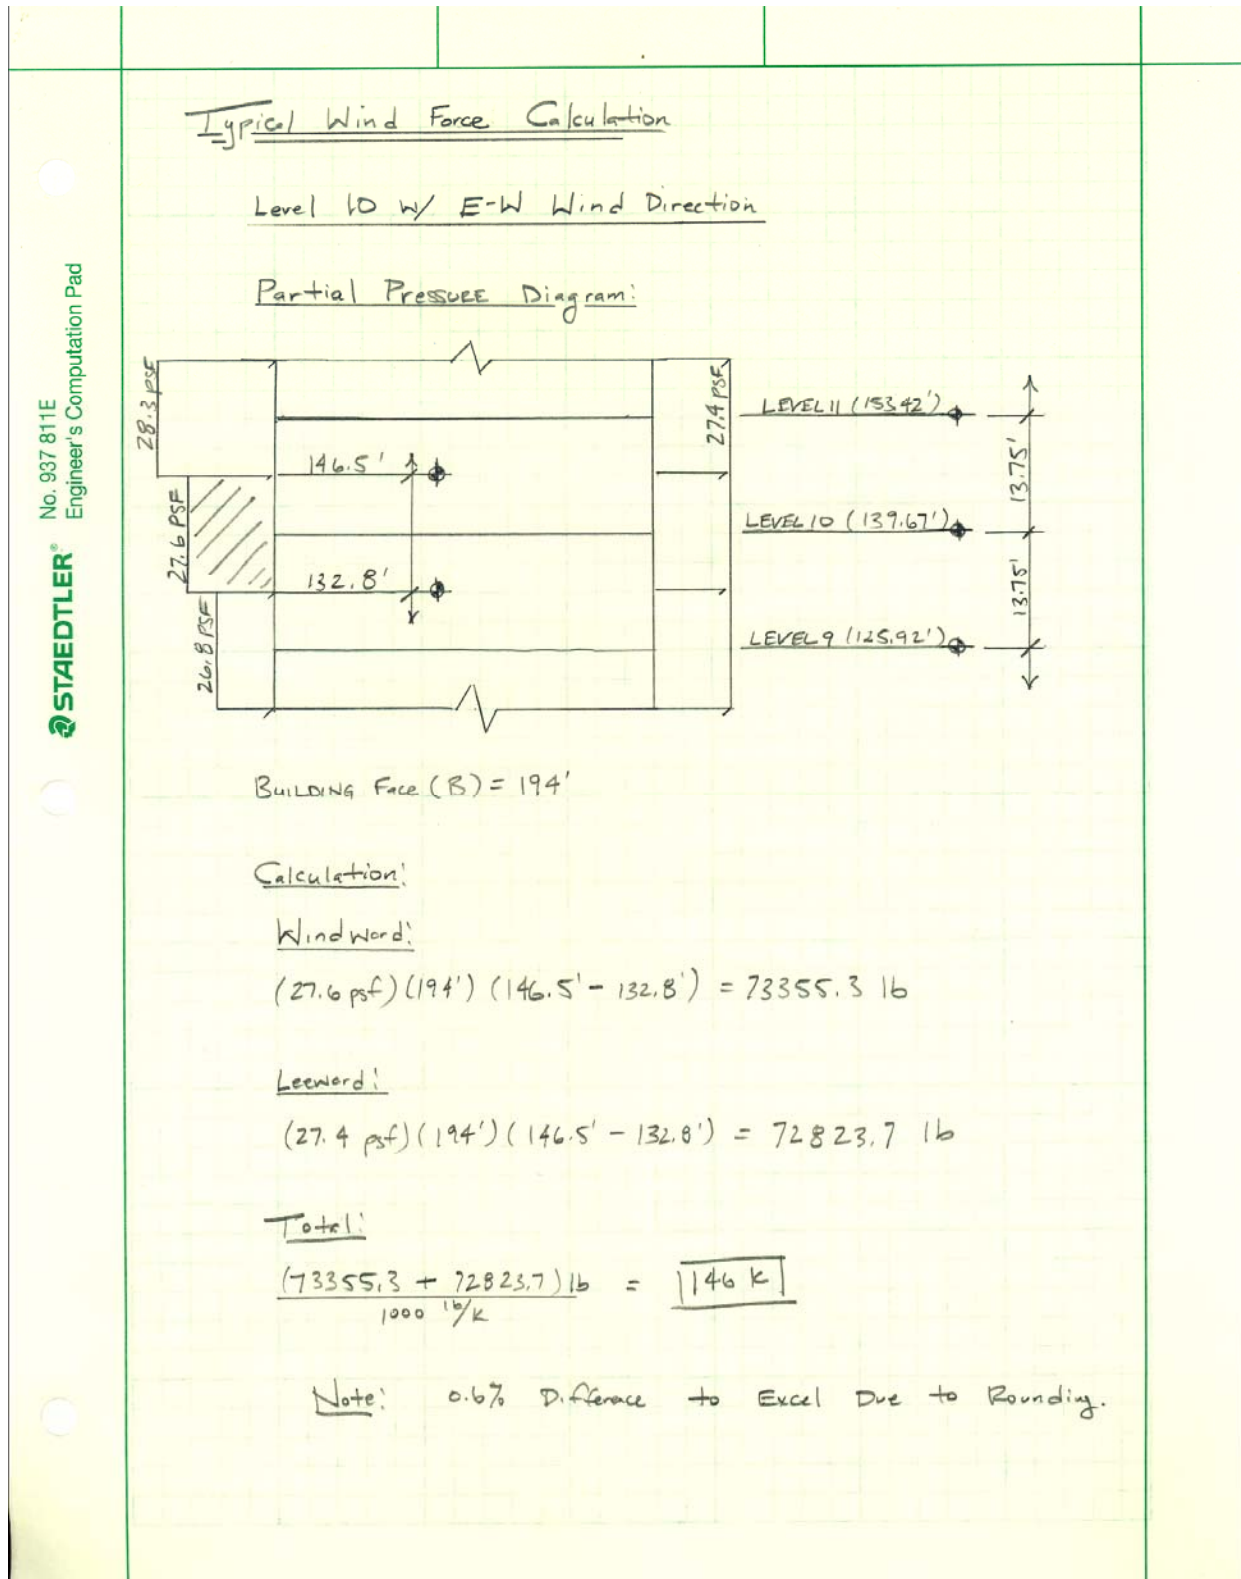 Typical Wind Force Calculation
Level 10 w/ E-W Wind Direction
Partial Pressure Diagram:
28.3 PSF
27.6 PSF
26.8 PSF
146.5'
132.8'
27.4 PSF
LEVEL 11 (153.42')
LEVEL 10 (139.67')
LEVEL 9 (125.92')
13.75'
13.75'
BUILDING Face (B) = 194'
Calculation:
Windword:
(27.6 psf)(194') (146.5' - 132.8') = 73355.3 lb
Leeword:
(27.4 psf)(194')(146.5' - 132.8') = 72823.7 lb
Total:
(73355.3 + 72823.7) lb = 146 K
1000 lb/K
Note: 0.6% Differnace to Excel Due to Rounding.
STAEDTLER® No. 937 811E
Engineer's Computation Pad